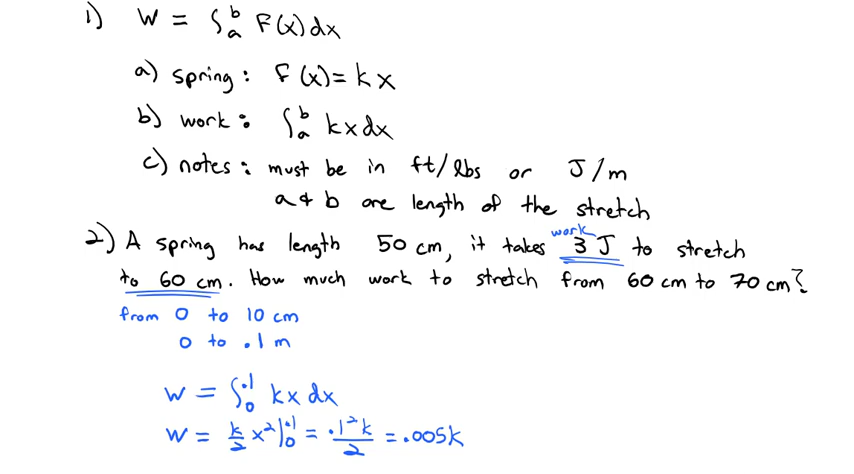 1) W = ∫ₐᵇ F(x)dx
a) spring: F(x)=kx
b) work: ∫ₐᵇ kxdx
c) notes: must be in ft/lbs or J/m
a & b are length of the stretch
work
2) A spring has length 50 cm, it takes 3 J to stretch
to 60 cm. How much work to stretch from 60 cm to 70 cm?
from 0 to 10 cm
0 to .1 m
W = ∫₀^.1 kx dx
W = k/2 x²|₀^.1 = .1²k/2 = .005k